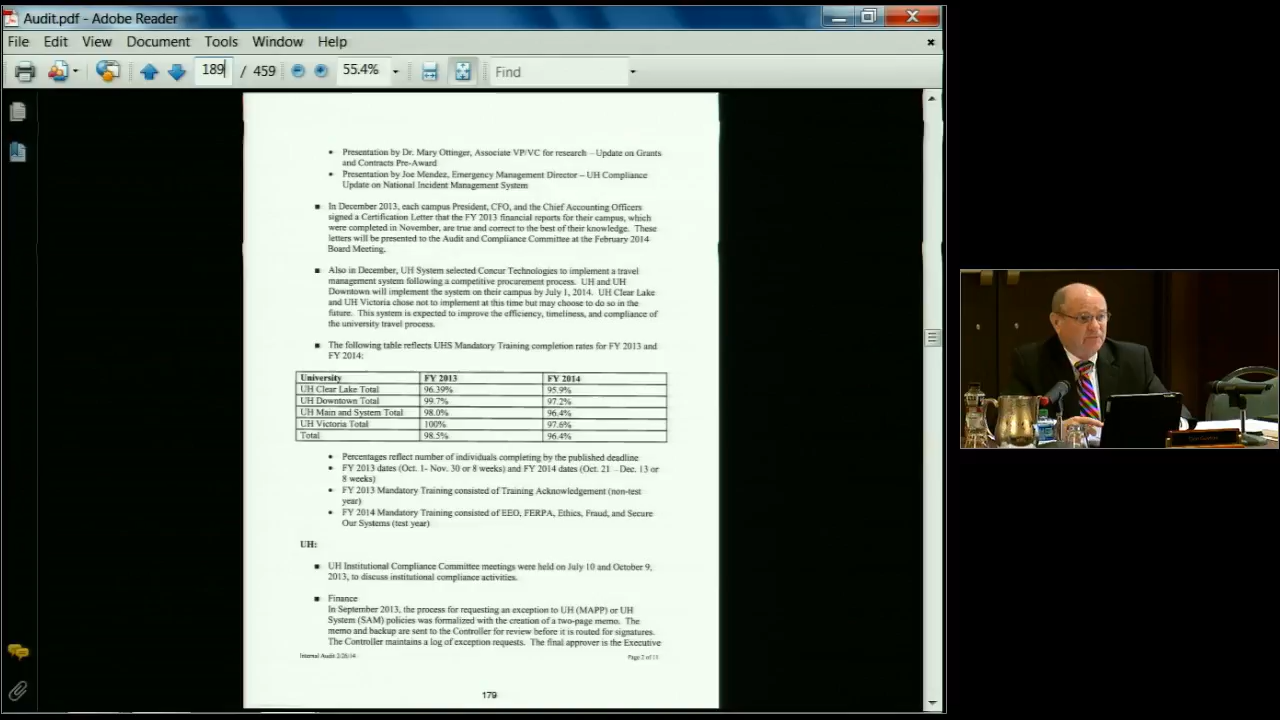 Audit.pdf - Adobe Reader
File Edit View Document Tools Window Help
189 / 459 55.4% Find
• Presentation by Dr. Mary Ottinger, Associate VP/VC for research – Update on Grants
and Contracts Pre-Award
• Presentation by Joe Mendez, Emergency Management Director – UH Compliance
Update on National Incident Management System
■ In December 2013, each campus President, CFO, and the Chief Accounting Officers
signed a Certification Letter that the FY 2013 financial reports for their campus, which
were completed in November, are true and correct to the best of their knowledge. These
letters will be presented to the Audit and Compliance Committee at the February 2014
Board Meeting.
■ Also in December, UH System selected Concur Technologies to implement a travel
management system following a competitive procurement process. UH and UH
Downtown will implement the system on their campus by July 1, 2014. UH Clear Lake
and UH Victoria chose not to implement at this time but may choose to do so in the
future. This system is expected to improve the efficiency, timeliness, and compliance of
the university travel process.
■ The following table reflects UHS Mandatory Training completion rates for FY 2013 and
FY 2014:
University FY 2013 FY 2014
UH Clear Lake Total 96.39% 95.9%
UH Downtown Total 99.7% 97.2%
UH Main and System Total 98.0% 96.4%
UH Victoria Total 100% 97.6%
Total 98.5% 96.4%
• Percentages reflect number of individuals completing by the published deadline
• FY 2013 dates (Oct. 1- Nov. 30 or 8 weeks) and FY 2014 dates (Oct. 21 – Dec. 13 or
8 weeks)
• FY 2013 Mandatory Training consisted of Training Acknowledgement (non-test
year)
• FY 2014 Mandatory Training consisted of EEO, FERPA, Ethics, Fraud, and Secure
Our Systems (test year)
UH:
■ UH Institutional Compliance Committee meetings were held on July 10 and October 9,
2013, to discuss institutional compliance activities.
■ Finance
In September 2013, the process for requesting an exception to UH (MAPP) or UH
System (SAM) policies was formalized with the creation of a two-page memo. The
memo and backup are sent to the Controller for review before it is routed for signatures.
The Controller maintains a log of exception requests. The final approver is the Executive
Internal Audit 2/26/14 Page 2 of 11
179